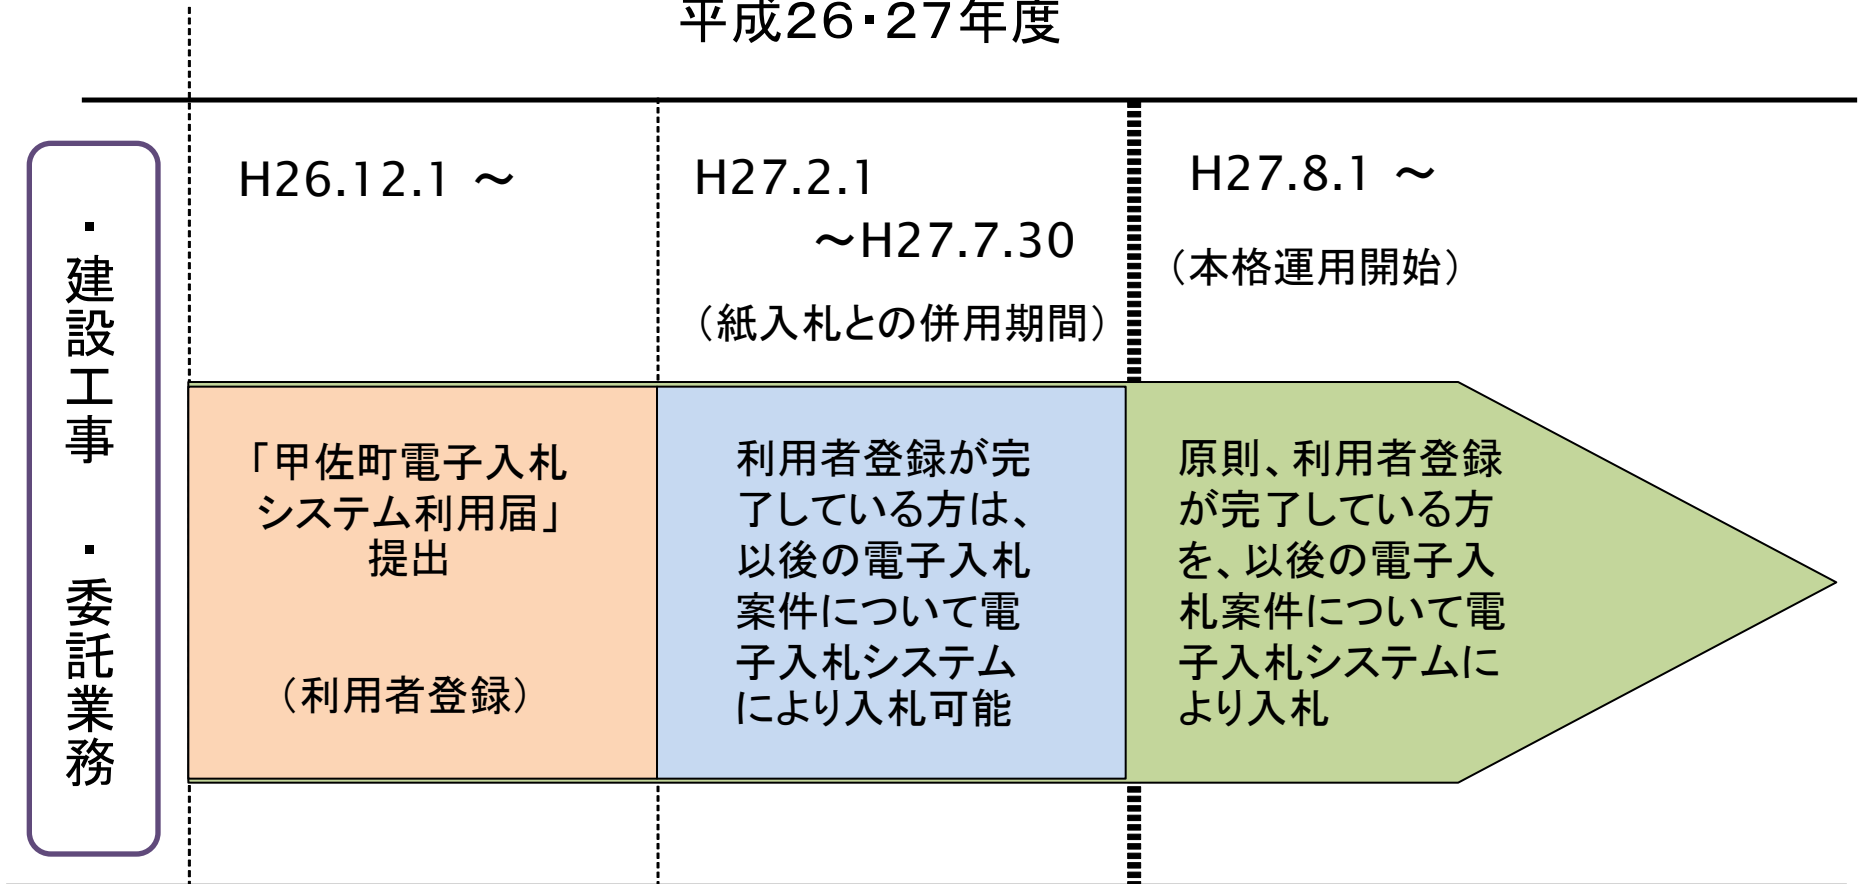 平成26・27年度
・建設工事　・委託業務
H26.12.1 ～
H27.2.1
～H27.7.30
（紙入札との併用期間）
H27.8.1 ～
（本格運用開始）
「甲佐町電子入札
システム利用届」
提出
（利用者登録）
利用者登録が完
了している方は、
以後の電子入札
案件について電
子入札システム
により入札可能
原則、利用者登録
が完了している方
を、以後の電子入
札案件について電
子入札システムに
より入札